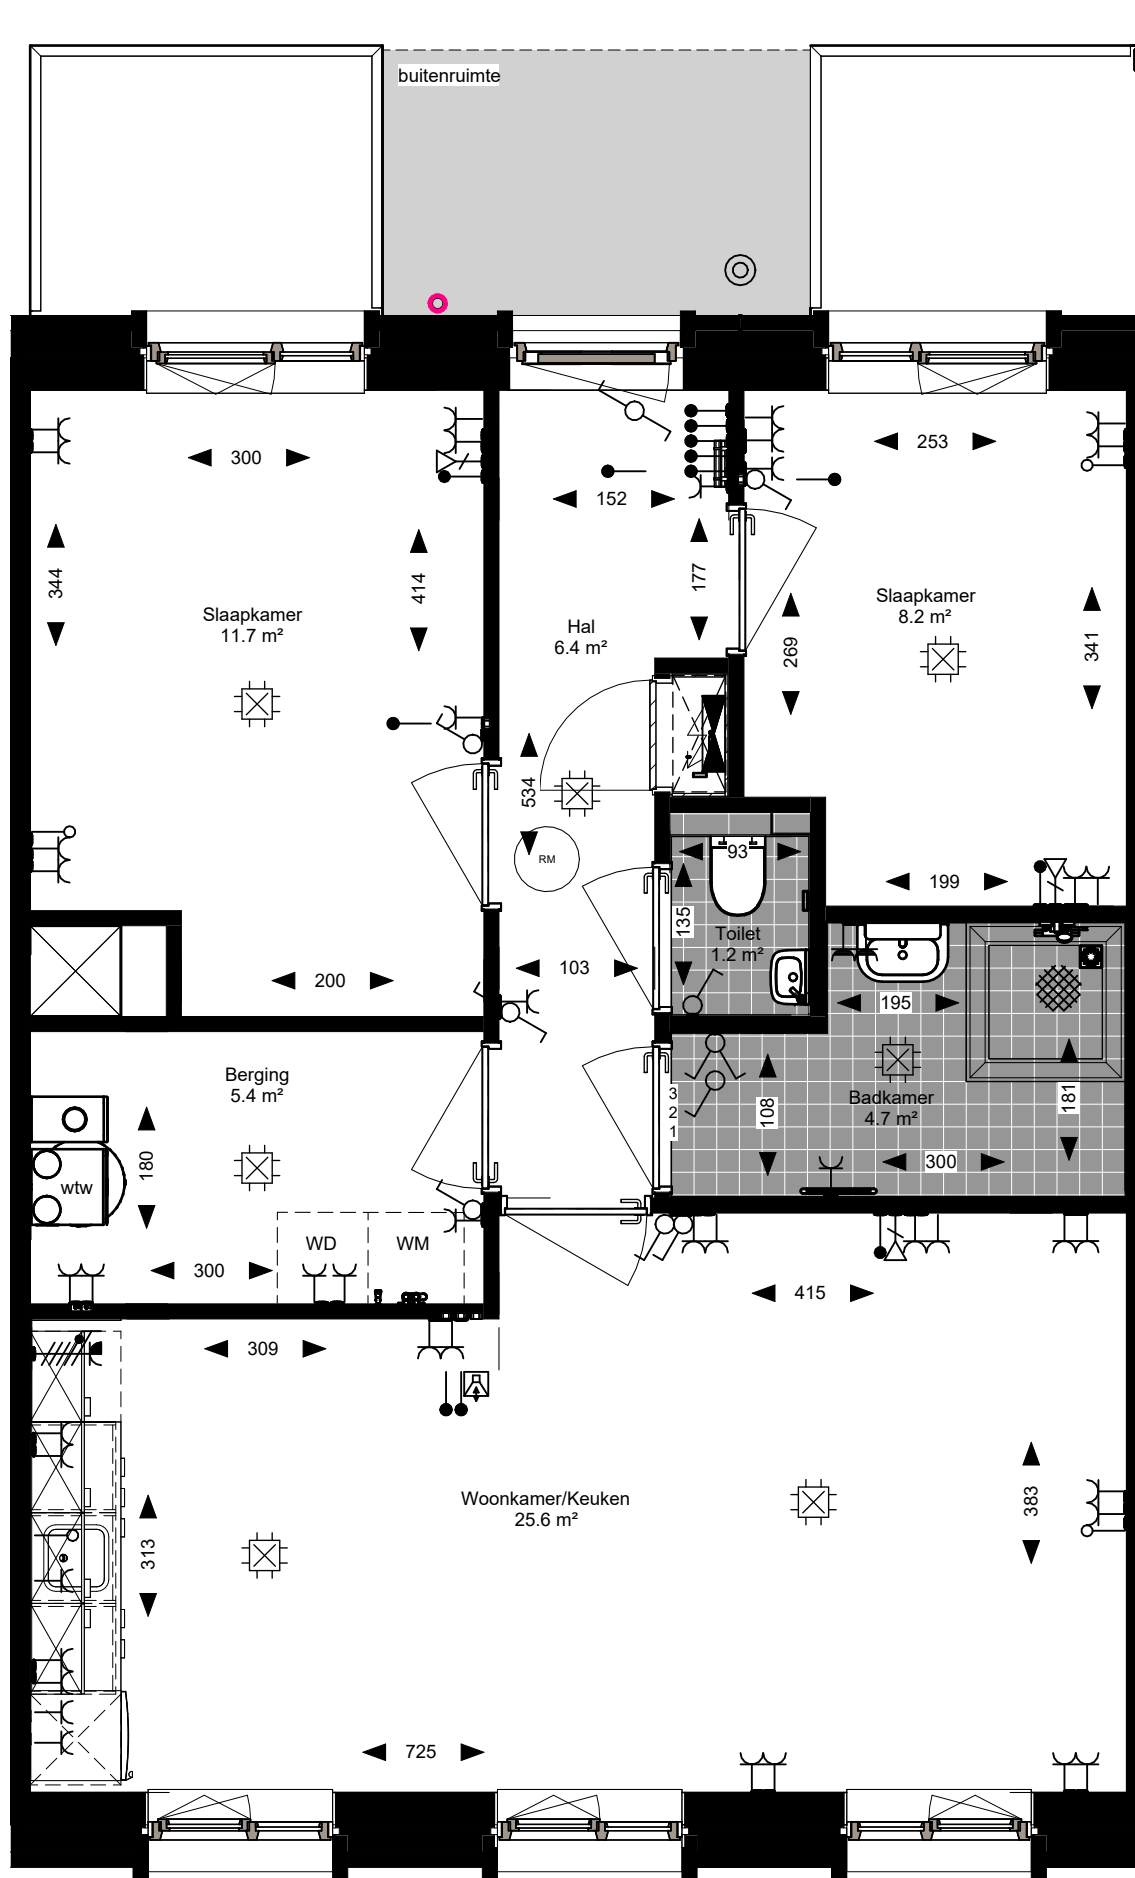 buitenruimte
300
253
152
344
414
177
Slaapkamer
11.7 m²
Hal
6.4 m²
Slaapkamer
8.2 m²
269
341
534
RM
93
199
135
Toilet
1.2 m²
200
103
195
Berging
5.4 m²
Badkamer
4.7 m²
3
2
1
108
181
180
wtw
300
WD
WM
300
415
309
Woonkamer/Keuken
25.6 m²
383
313
725